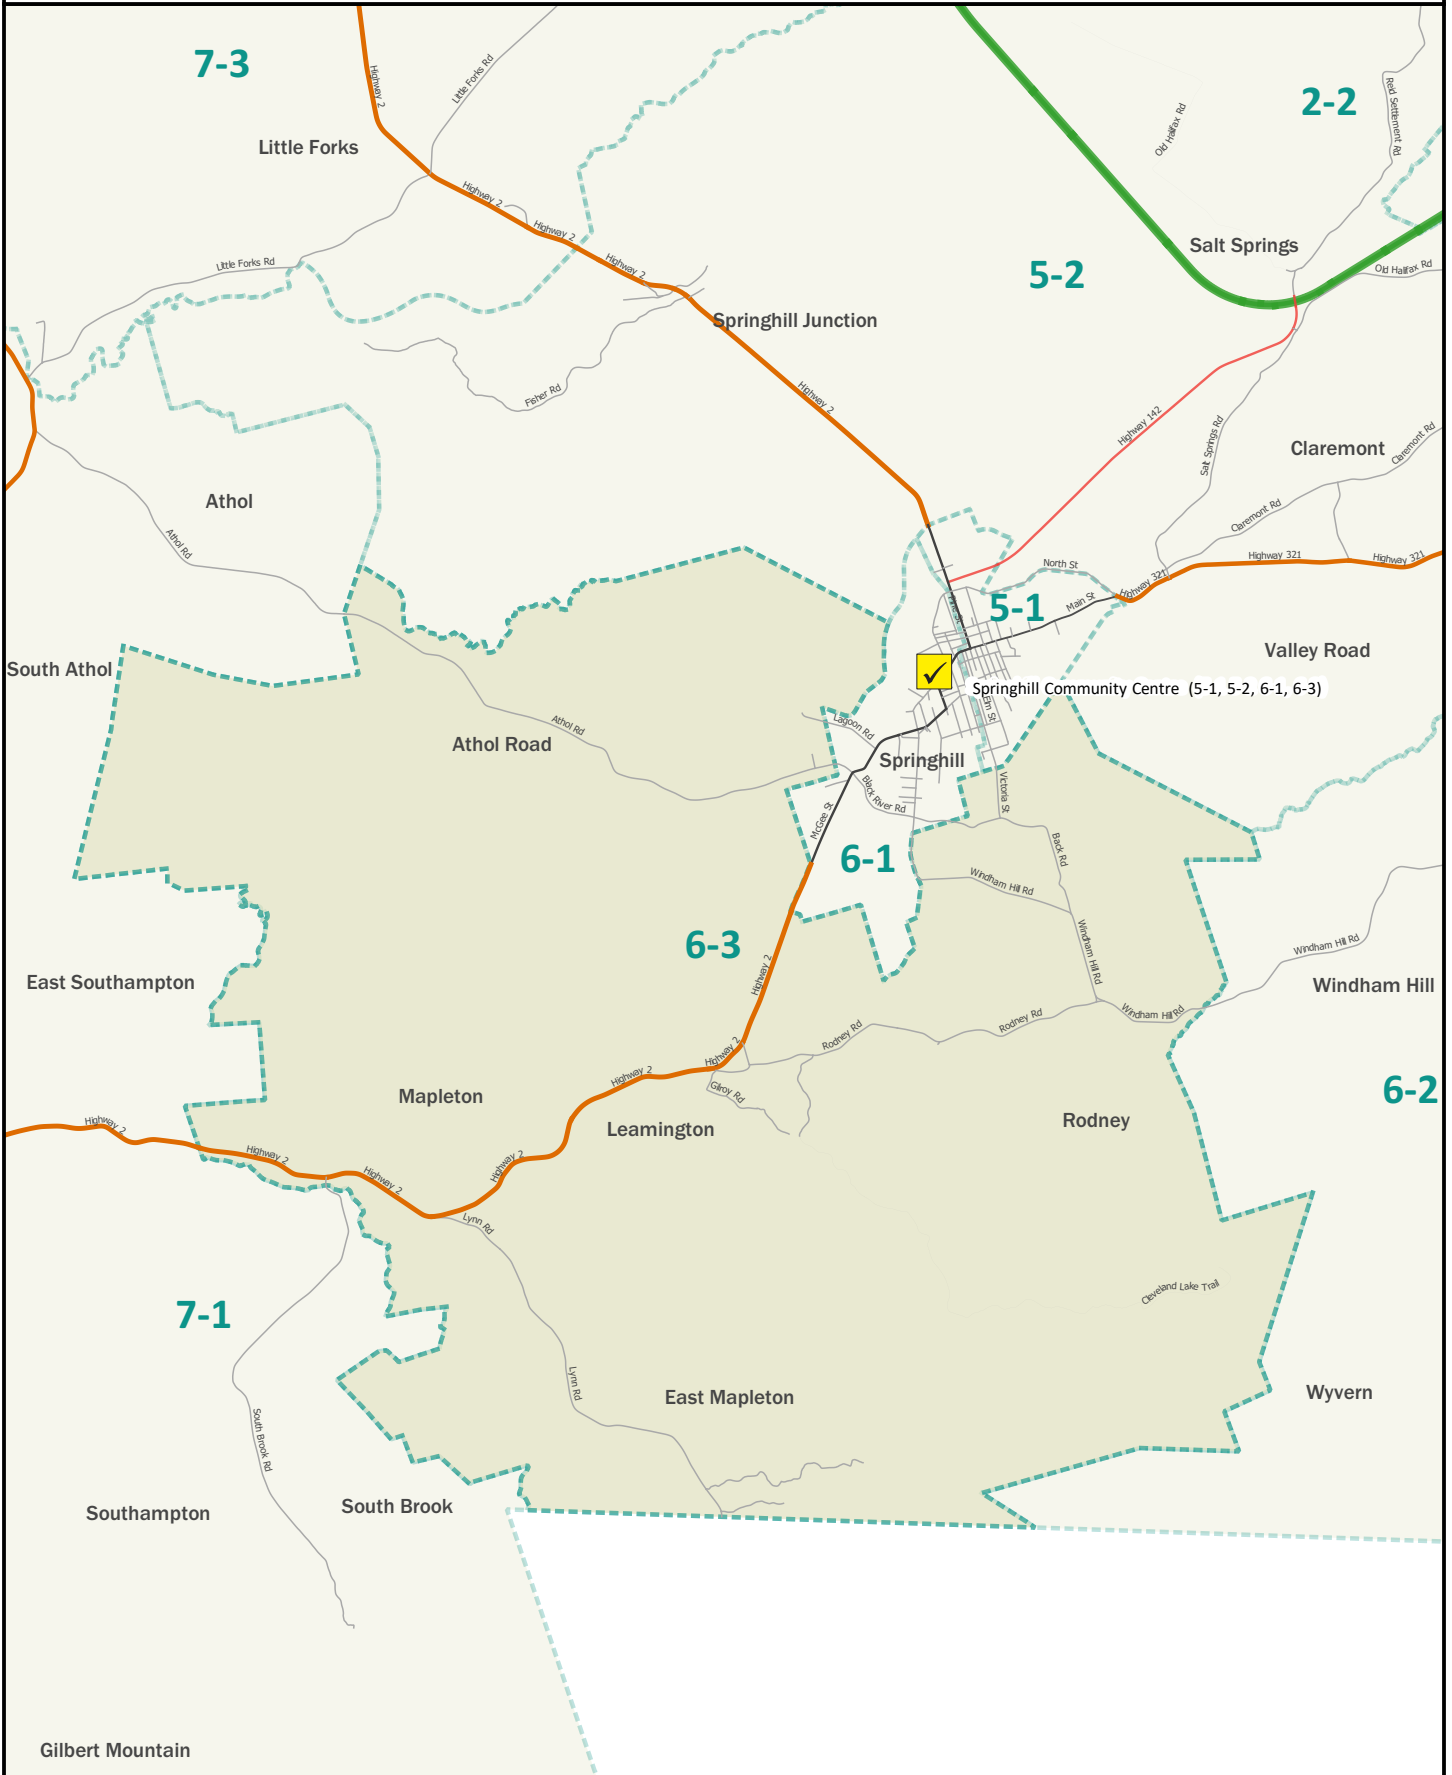 7-3
Highway 2
Little Forks Rd
2-2
Reid Settlement Rd
Old Halifax Rd
Little Forks
Highway 2
Highway 2
Highway 2
Salt Springs
Little Forks Rd
5-2
Old Halifax Rd
Springhill Junction
Fisher Rd
Highway 2
Highway 142
Salt Springs Rd
Claremont
Claremont Rd
Athol
Athol Rd
Claremont Rd
Highway 321
Highway 321
North St
Highway 321
5-1
Main St
Pine St
Valley Road
South Athol
Springhill Community Centre (5-1, 5-2, 6-1, 6-3)
Elm St
Athol Rd
Lagoon Rd
Athol Road
Springhill
Black River Rd
Victoria St
McGee St
6-1
Back Rd
Windham Hill Rd
6-3
Windham Hill Rd
Windham Hill Rd
East Southampton
Highway 2
Windham Hill
Windham Hill Rd
Rodney Rd
Rodney Rd
Highway 2
Highway 2
Gilroy Rd
6-2
Mapleton
Leamington
Rodney
Highway 2
Highway 2
Highway 2
Highway 2
Lynn Rd
7-1
Cleveland Lake Trail
Lynn Rd
East Mapleton
Wyvern
South Brook Rd
Southampton
South Brook
Gilbert Mountain